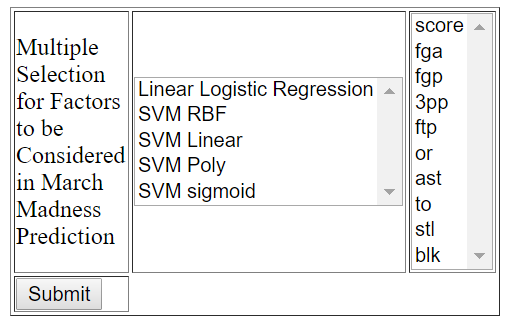 Multiple
Selection
for Factors
to be
Considered
in March
Madness
Prediction
Linear Logistic Regression
SVM RBF
SVM Linear
SVM Poly
SVM sigmoid
score
fga
fgp
3pp
ftp
or
ast
to
stl
blk
Submit